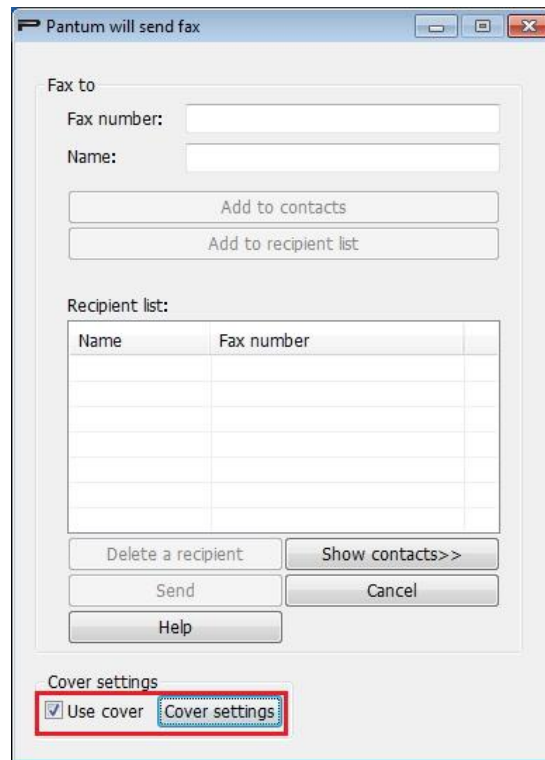 Pantum will send fax
Fax to
Fax number:
Name:
Add to contacts
Add to recipient list
Recipient list:
Name Fax number
Delete a recipient Show contacts>>
Send Cancel
Help
Cover settings
Use cover Cover settings